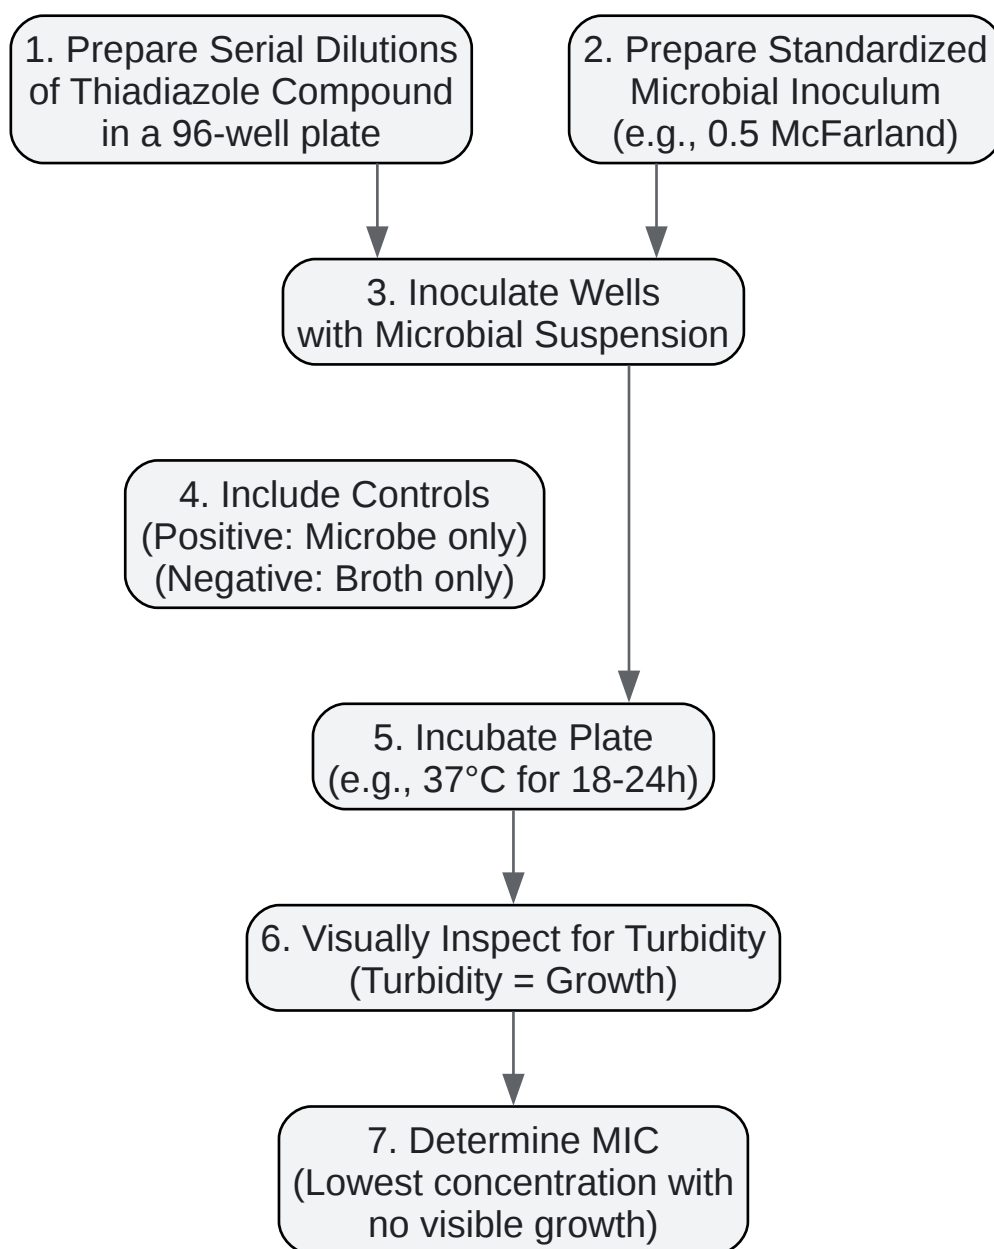 1. Prepare Serial Dilutions
of Thiadiazole Compound
in a 96-well plate
2. Prepare Standardized
Microbial Inoculum
(e.g., 0.5 McFarland)
3. Inoculate Wells
with Microbial Suspension
4. Include Controls
(Positive: Microbe only)
(Negative: Broth only)
5. Incubate Plate
(e.g., 37°C for 18-24h)
6. Visually Inspect for Turbidity
(Turbidity = Growth)
7. Determine MIC
(Lowest concentration with
no visible growth)